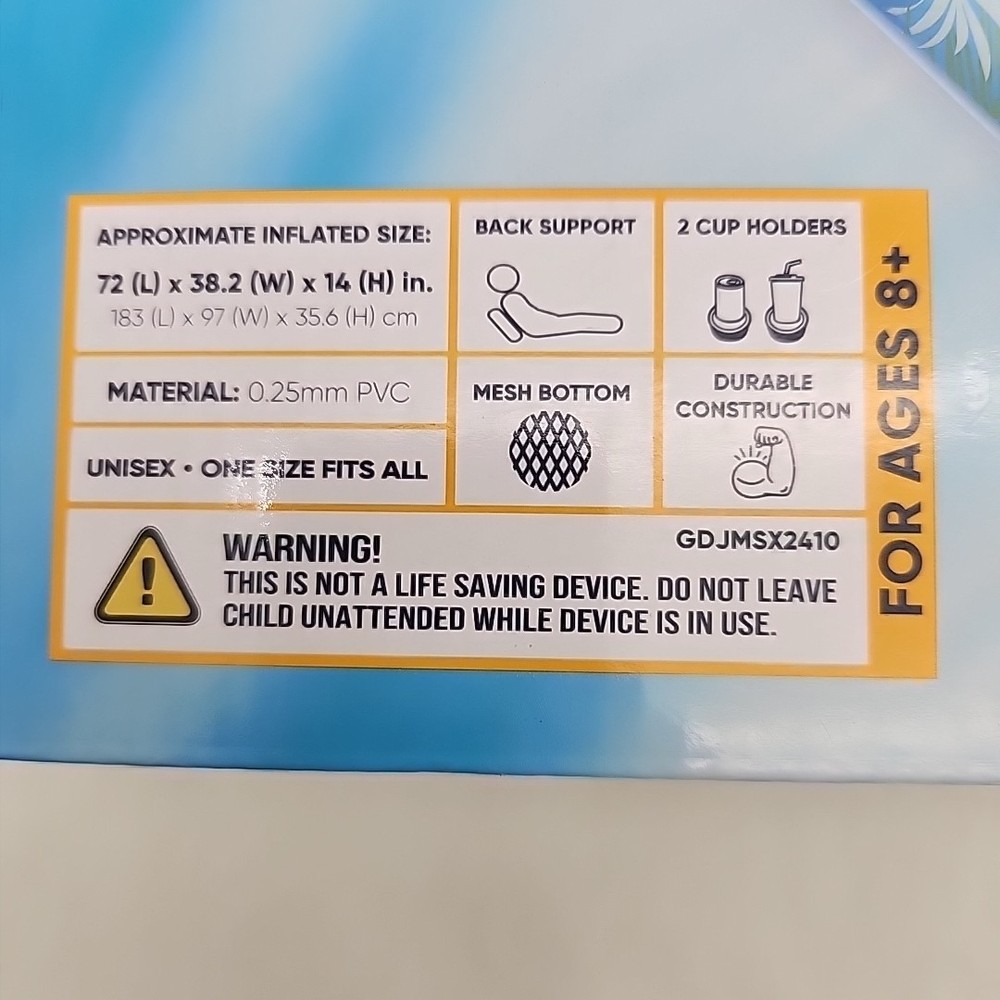 APPROXIMATE INFLATED SIZE:
72 (L) x 38.2 (W) x 14 (H) in.
183 (L) x 97 (W) x 35.6 (H) cm
MATERIAL: 0.25mm PVC
UNISEX • ONE SIZE FITS ALL
BACK SUPPORT
2 CUP HOLDERS
MESH BOTTOM
DURABLE
CONSTRUCTION
FOR AGES 8+
GDJMSX2410
WARNING!
THIS IS NOT A LIFE SAVING DEVICE. DO NOT LEAVE
CHILD UNATTENDED WHILE DEVICE IS IN USE.